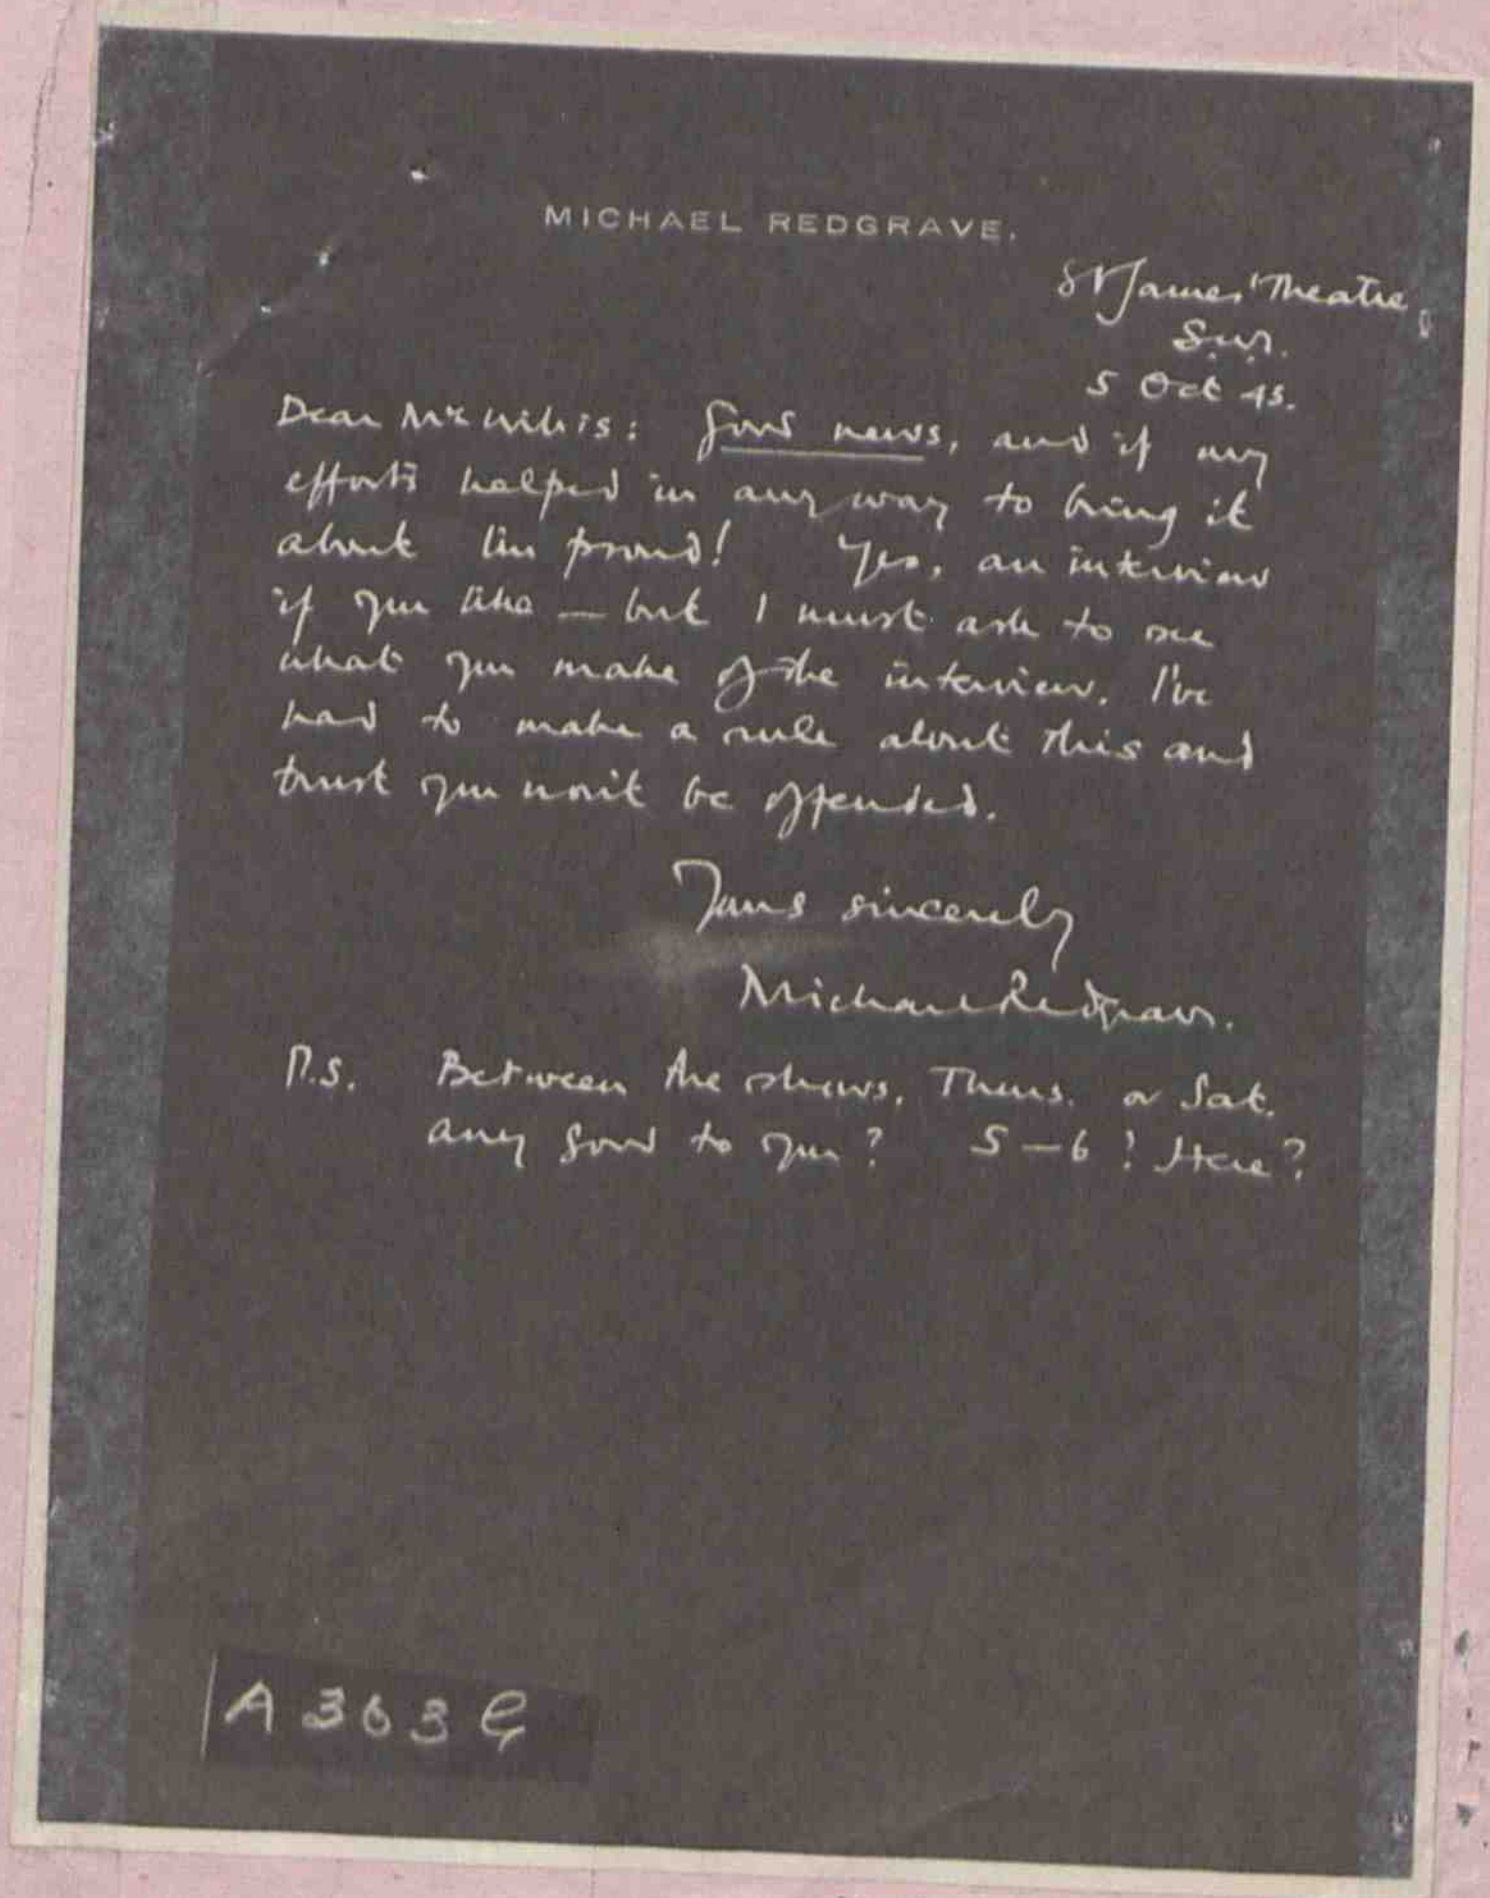 MICHAEL REDGRAVE.
St James' Theatre,
S.W.
5 Oct 45.
Dear Mr : Good news, and if my
efforts helped in any way to bring it
about I'm proud! Yes, an interview
if you like — but I must ask to see
what you make of the interview. I've
had to make a rule about this and
trust you won't be offended.
Yours sincerely
Michael Redgrave.
P.S. Between the shows, Thurs. or Sat.
any good to you? 5—6? Here?
A 363